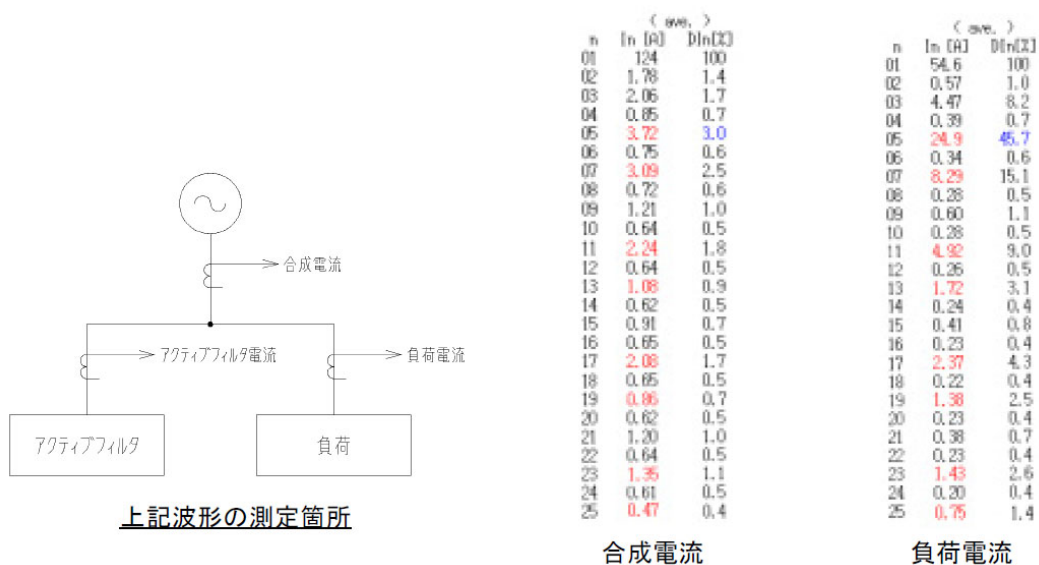 合成電流
アクティブフィルタ電流
負荷電流
アクティブフィルタ
負荷
上記波形の測定箇所
( ave. )
n In [A] DIn[%]
01 124 100
02 1.78 1.4
03 2.06 1.7
04 0.85 0.7
05 3.72 3.0
06 0.75 0.6
07 3.09 2.5
08 0.72 0.6
09 1.21 1.0
10 0.64 0.5
11 2.24 1.8
12 0.64 0.5
13 1.08 0.9
14 0.62 0.5
15 0.91 0.7
16 0.65 0.5
17 2.08 1.7
18 0.65 0.5
19 0.86 0.7
20 0.62 0.5
21 1.20 1.0
22 0.64 0.5
23 1.35 1.1
24 0.61 0.5
25 0.47 0.4
合成電流
( ave. )
n In [A] DIn[%]
01 54.6 100
02 0.57 1.0
03 4.47 8.2
04 0.39 0.7
05 24.9 45.7
06 0.34 0.6
07 8.29 15.1
08 0.28 0.5
09 0.60 1.1
10 0.28 0.5
11 4.92 9.0
12 0.26 0.5
13 1.72 3.1
14 0.24 0.4
15 0.41 0.8
16 0.23 0.4
17 2.37 4.3
18 0.22 0.4
19 1.38 2.5
20 0.23 0.4
21 0.38 0.7
22 0.23 0.4
23 1.43 2.6
24 0.20 0.4
25 0.75 1.4
負荷電流